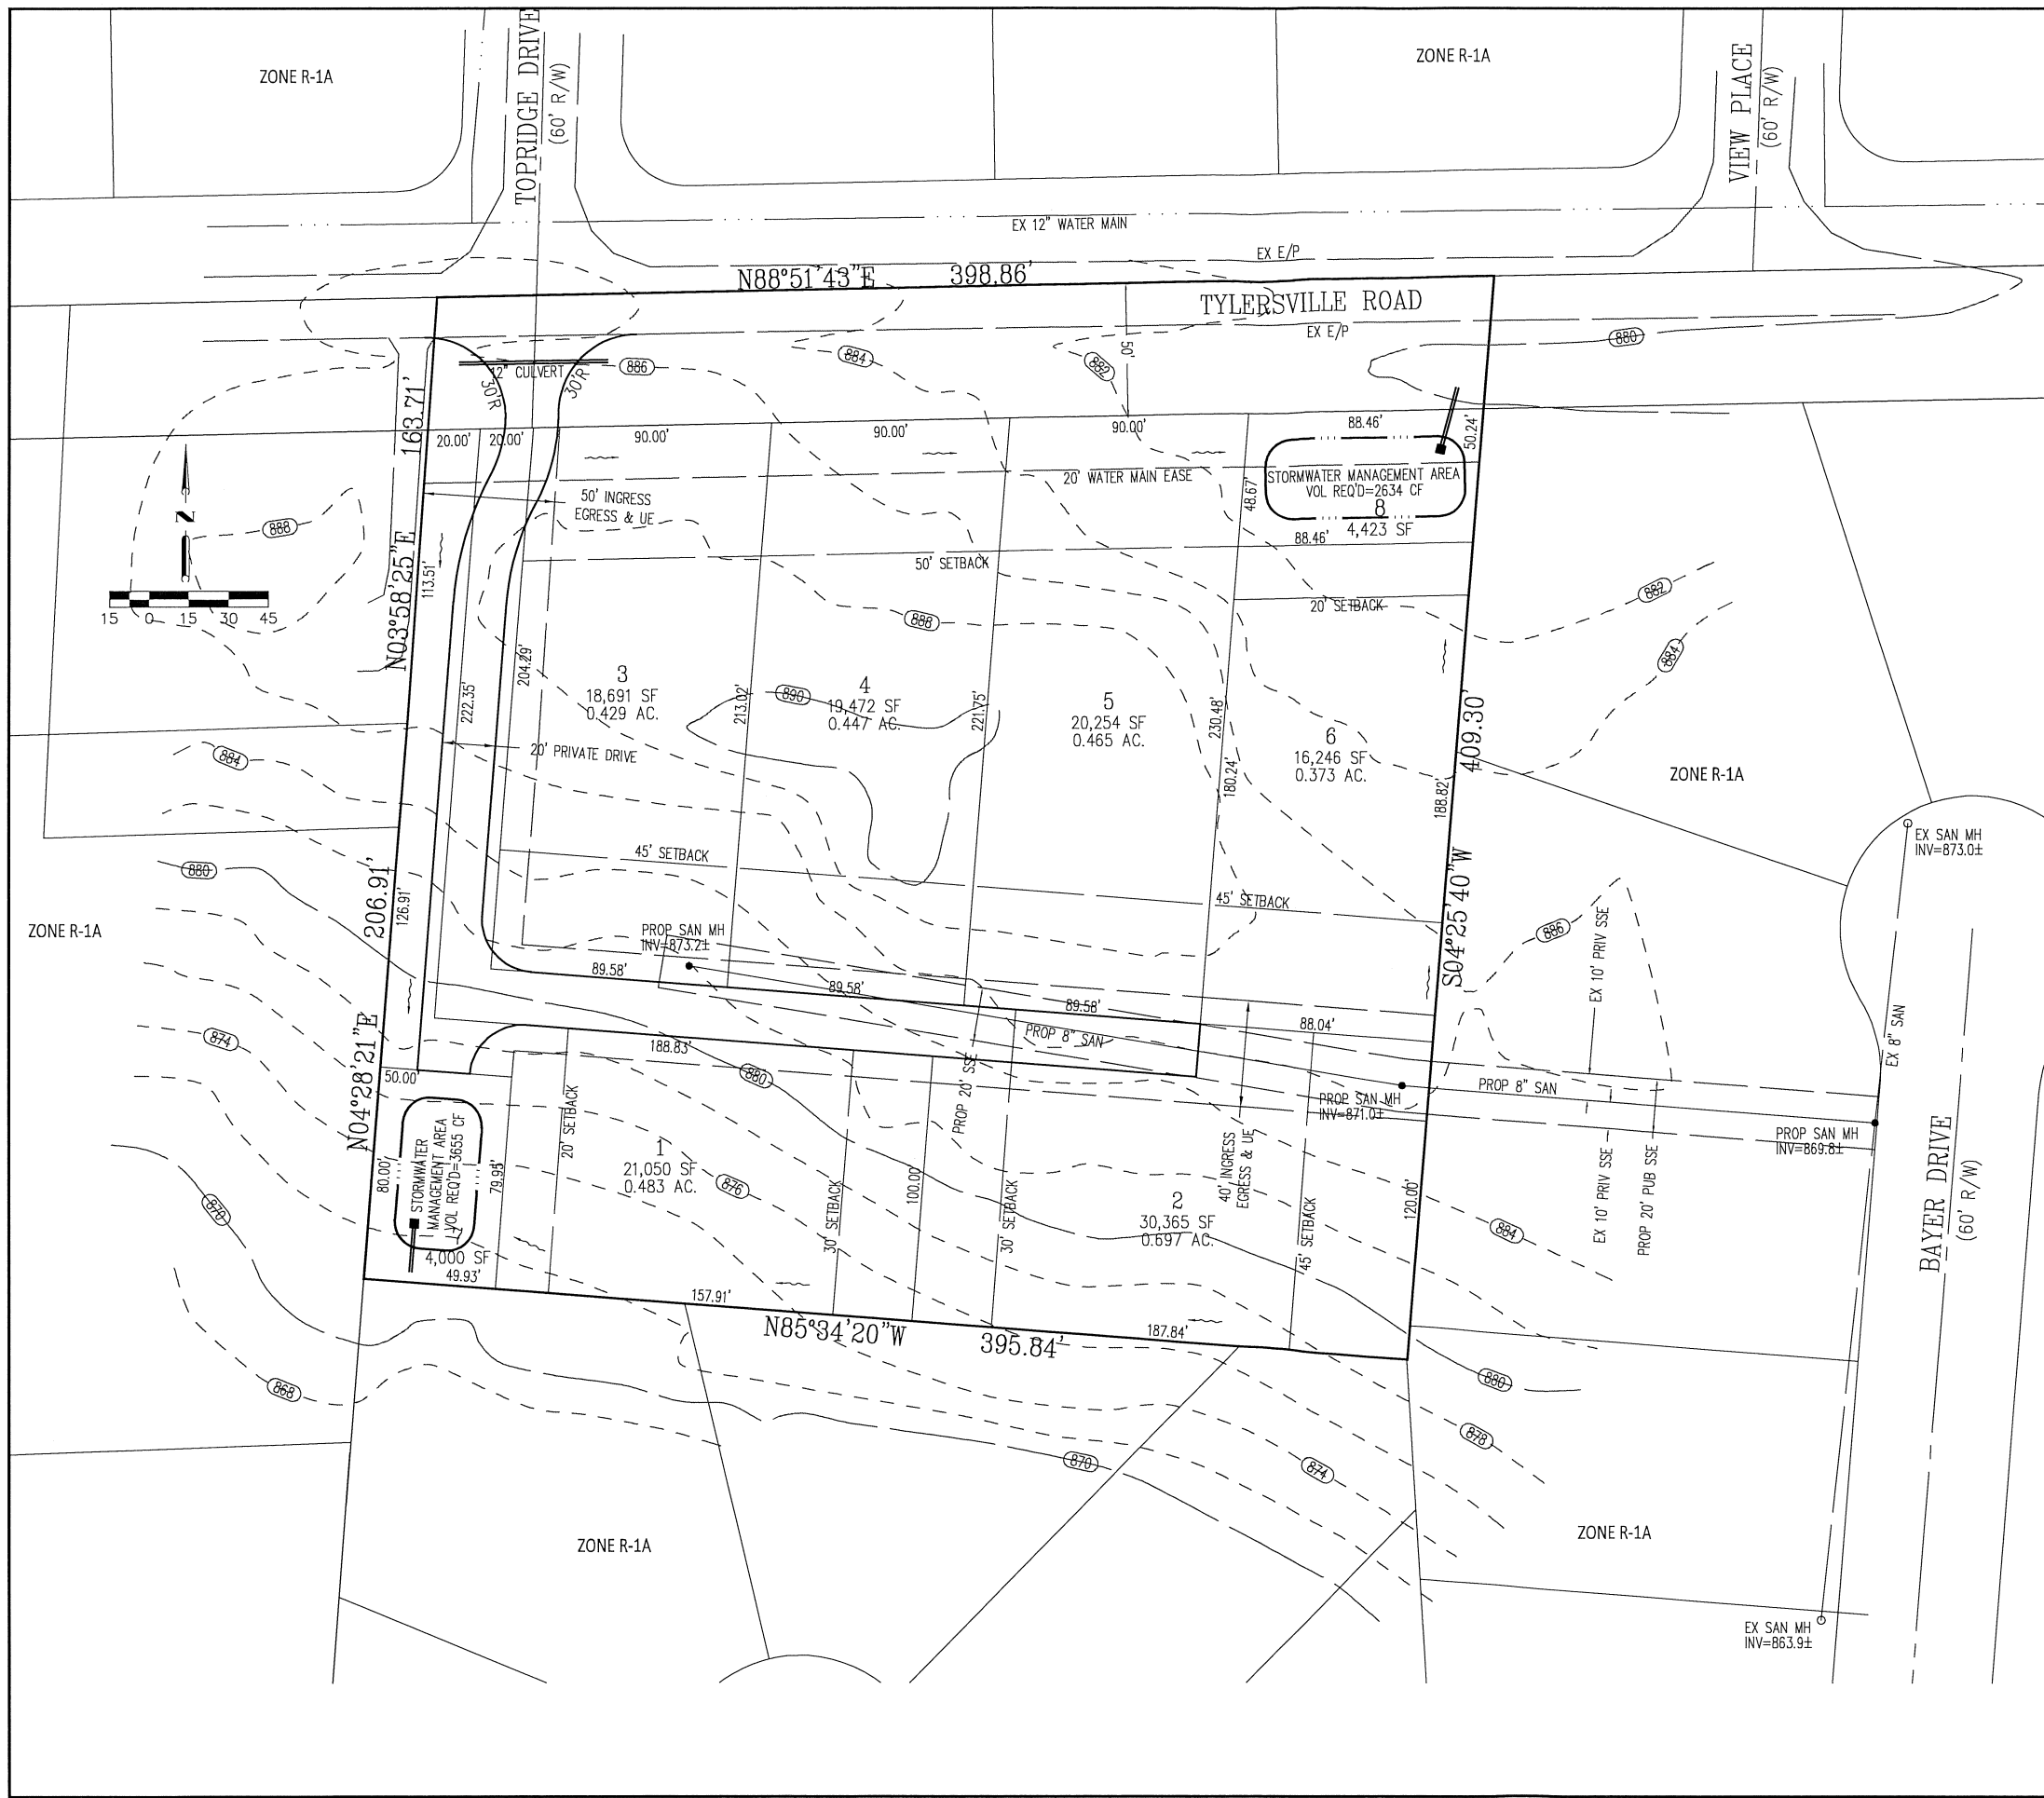 ZONE R-1A
TOPRIDGE DRIVE
(60' R/W)
ZONE R-1A
VIEW PLACE
(60' R/W)
EX 12" WATER MAIN
EX E/P
N88°51'43"E 398.86'
TYLERSVILLE ROAD
EX E/P
880
884
882
50'
886
12" CULVERT
30'R
30'R
163.71'
20.00'
20.00'
90.00'
90.00'
90.00'
88.46'
50.24'
20' WATER MAIN EASE
STORMWATER MANAGEMENT AREA
VOL REQ'D=2634 CF
8
4,423 SF
48.67'
88.46'
50' INGRESS
EGRESS & UE
N
888
15 0 15 30 45
N03°58'25"E
113.51'
50' SETBACK
20' SETBACK
882
888
884
3
18,691 SF
0.429 AC.
204.29'
222.35'
890
4
19,472 SF
0.447 AC.
213.02'
221.75'
5
20,254 SF
0.465 AC.
230.48'
180.24'
6
16,246 SF
0.373 AC.
409.30'
188.82'
ZONE R-1A
20' PRIVATE DRIVE
884
EX SAN MH
INV=873.0±
45' SETBACK
45' SETBACK
880
206.91'
126.91'
ZONE R-1A
S04°25'40"W
886
EX 10' PRIV SSE
PROP SAN MH
INV=873.2±
89.58'
89.58'
89.58'
88.04'
PROP 8" SAN
EX 8" SAN
874
N04°28'21"E
188.83'
880
50.00'
PROP 20' SSE
PROP SAN MH
INV=871.0±
PROP 8" SAN
PROP SAN MH
INV=869.8±
80.00'
STORMWATER
MANAGEMENT AREA
VOL REQ'D=3655 CF
7
4,000 SF
49.93'
79.95'
20' SETBACK
1
21,050 SF
0.483 AC.
876
30' SETBACK
100.00
30' SETBACK
2
30,365 SF
0.697 AC.
40' INGRESS
EGRESS & UE
45' SETBACK
120.00'
884
EX 10' PRIV SSE
PROP 20' PUB SSE
BAYER DRIVE
(60' R/W)
870
157.91'
N85°34'20"W 395.84'
187.84'
868
880
878
870
874
ZONE R-1A
ZONE R-1A
EX SAN MH
INV=863.9±